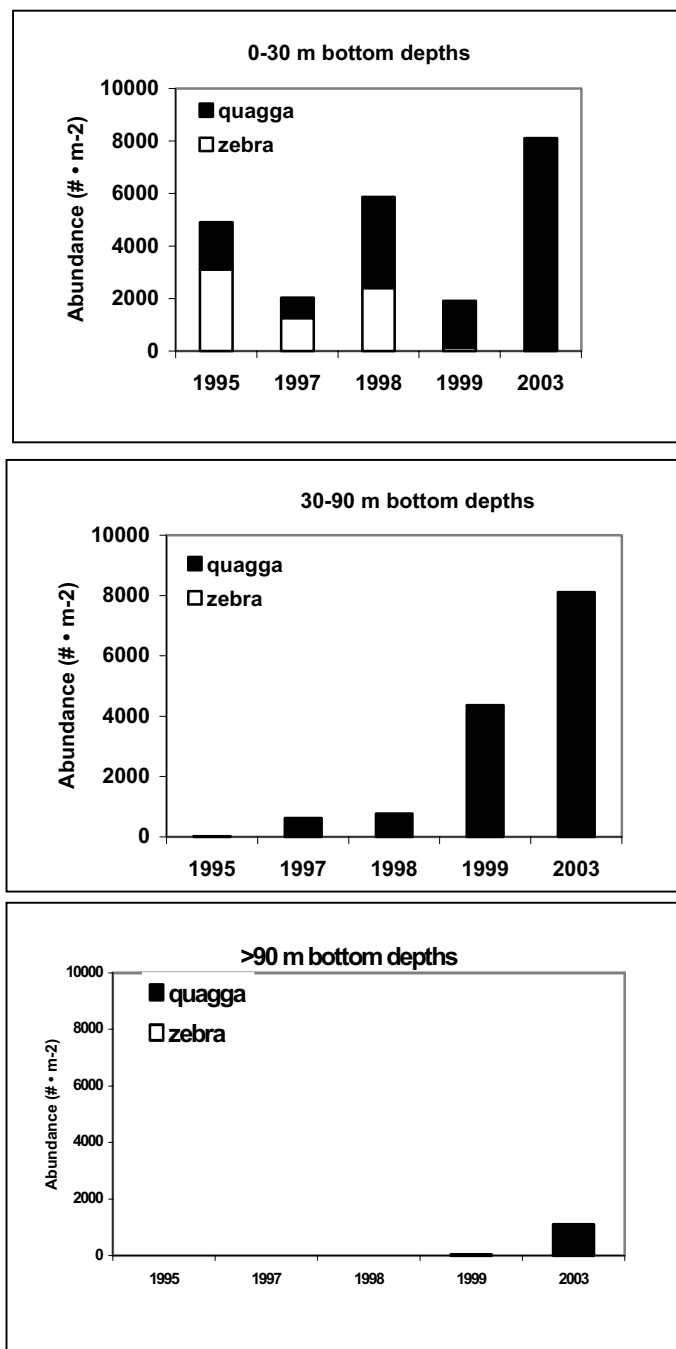 0-30 m bottom depths
10000
8000
6000
4000
2000
0
Abundance (# • m-2)
quagga
zebra
1995 1997 1998 1999 2003
30-90 m bottom depths
10000
8000
6000
4000
2000
0
Abundance (# • m-2)
quagga
zebra
1995 1997 1998 1999 2003
>90 m bottom depths
10000
8000
6000
4000
2000
0
Abundance (# • m-2)
quagga
zebra
1995 1997 1998 1999 2003